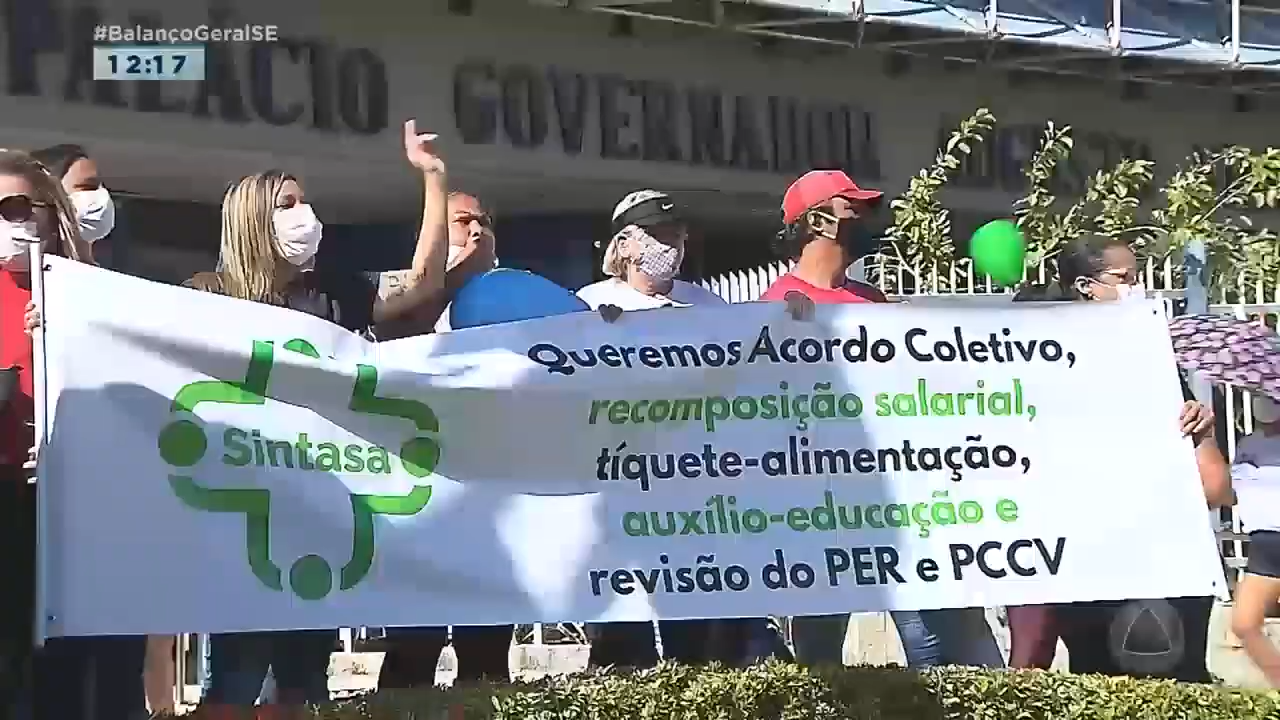 #BalançoGeralSE
12:17
PALÁCIO GOVERNADOR
Sintasa
Queremos Acordo Coletivo,
recomposição salarial,
tíquete-alimentação,
auxílio-educação e
revisão do PER e PCCV